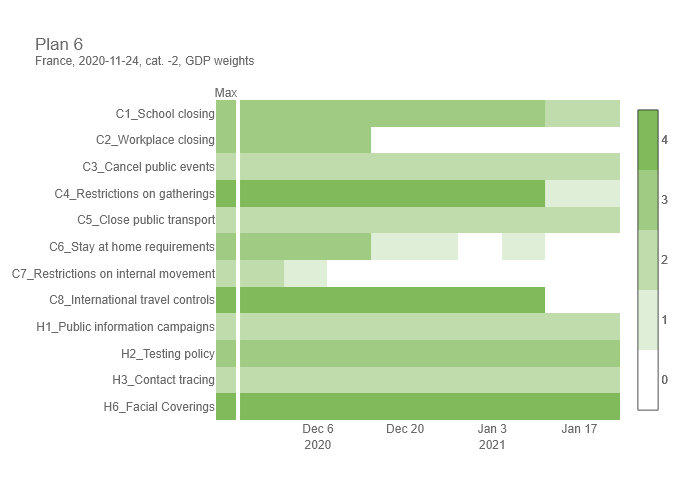 Plan 6
France, 2020-11-24, cat. -2, GDP weights
Max
C1_School closing
C2_Workplace closing
C3_Cancel public events
C4_Restrictions on gatherings
C5_Close public transport
C6_Stay at home requirements
C7_Restrictions on internal movement
C8_International travel controls
H1_Public information campaigns
H2_Testing policy
H3_Contact tracing
H6_Facial Coverings
Dec 6 Dec 20 Jan 3 Jan 17
2020 2021
4
3
2
1
0